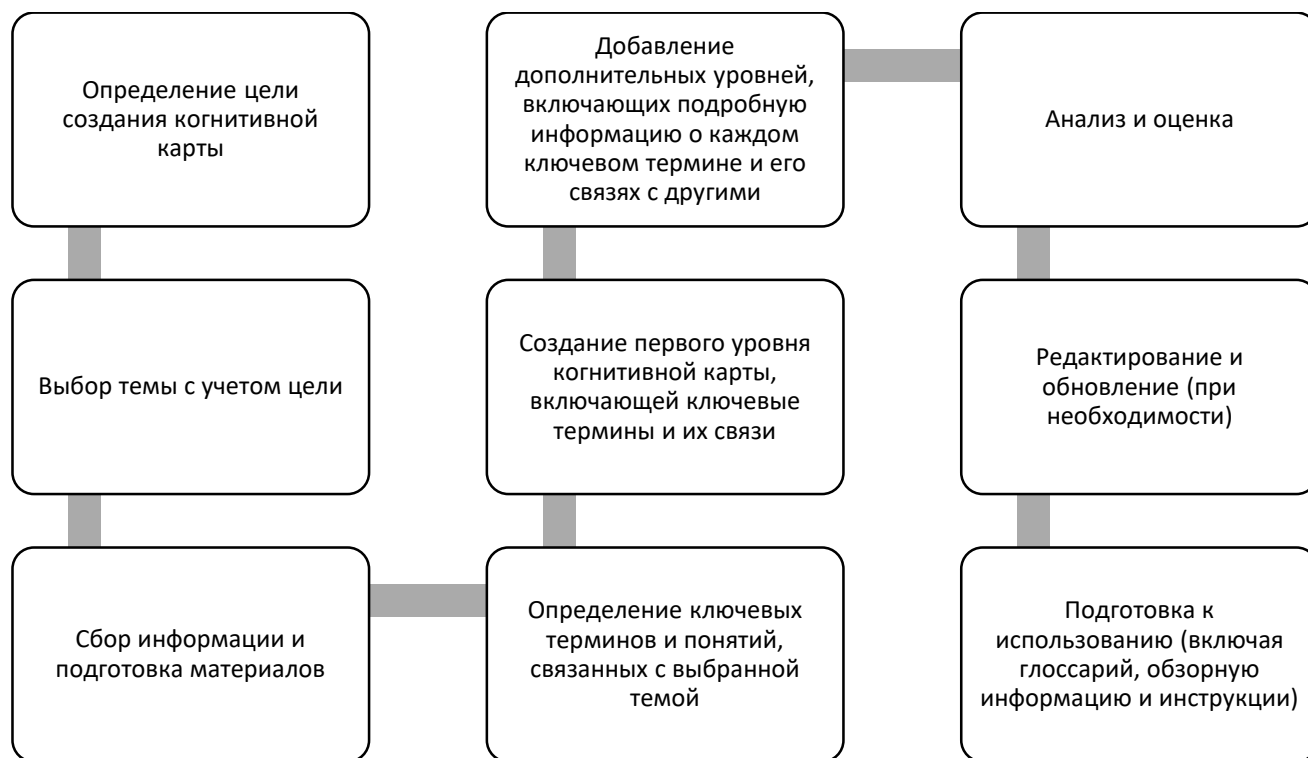 Определение цели
создания когнитивной
карты
Выбор темы с учетом цели
Сбор информации и
подготовка материалов
Определение ключевых
терминов и понятий,
связанных с выбранной
темой
Создание первого уровня
когнитивной карты,
включающей ключевые
термины и их связи
Добавление
дополнительных уровней,
включающих подробную
информацию о каждом
ключевом термине и его
связях с другими
Анализ и оценка
Редактирование и
обновление (при
необходимости)
Подготовка к
использованию (включая
глоссарий, обзорную
информацию и инструкции)